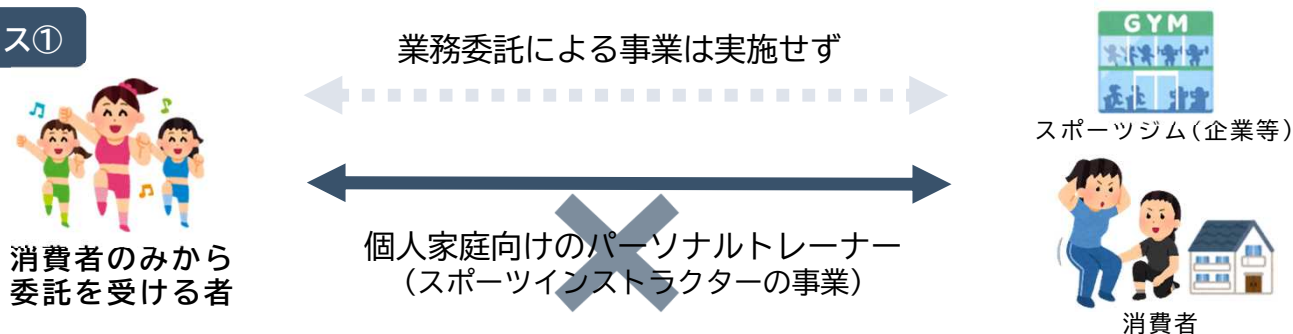 ス①
業務委託による事業は実施せず
GYM
スポーツジム(企業等)
個人家庭向けのパーソナルトレーナー
(スポーツインストラクターの事業)
消費者のみから
委託を受ける者
消費者